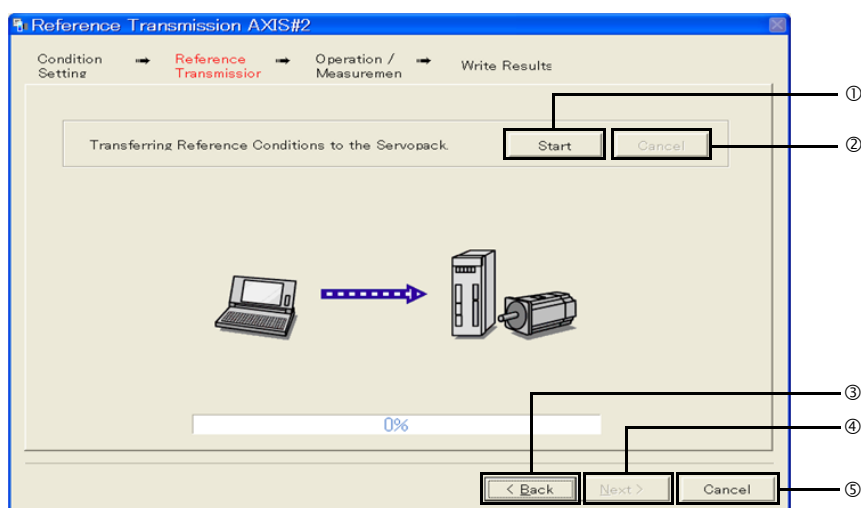 Reference Transmission AXIS#2
Condition Setting ➞ Reference Transmissior ➞ Operation / Measuremen ➞ Write Results
①
Transferring Reference Conditions to the Servopack.
Start
Cancel
②
0%
③
④
< Back
Next >
Cancel
⑤